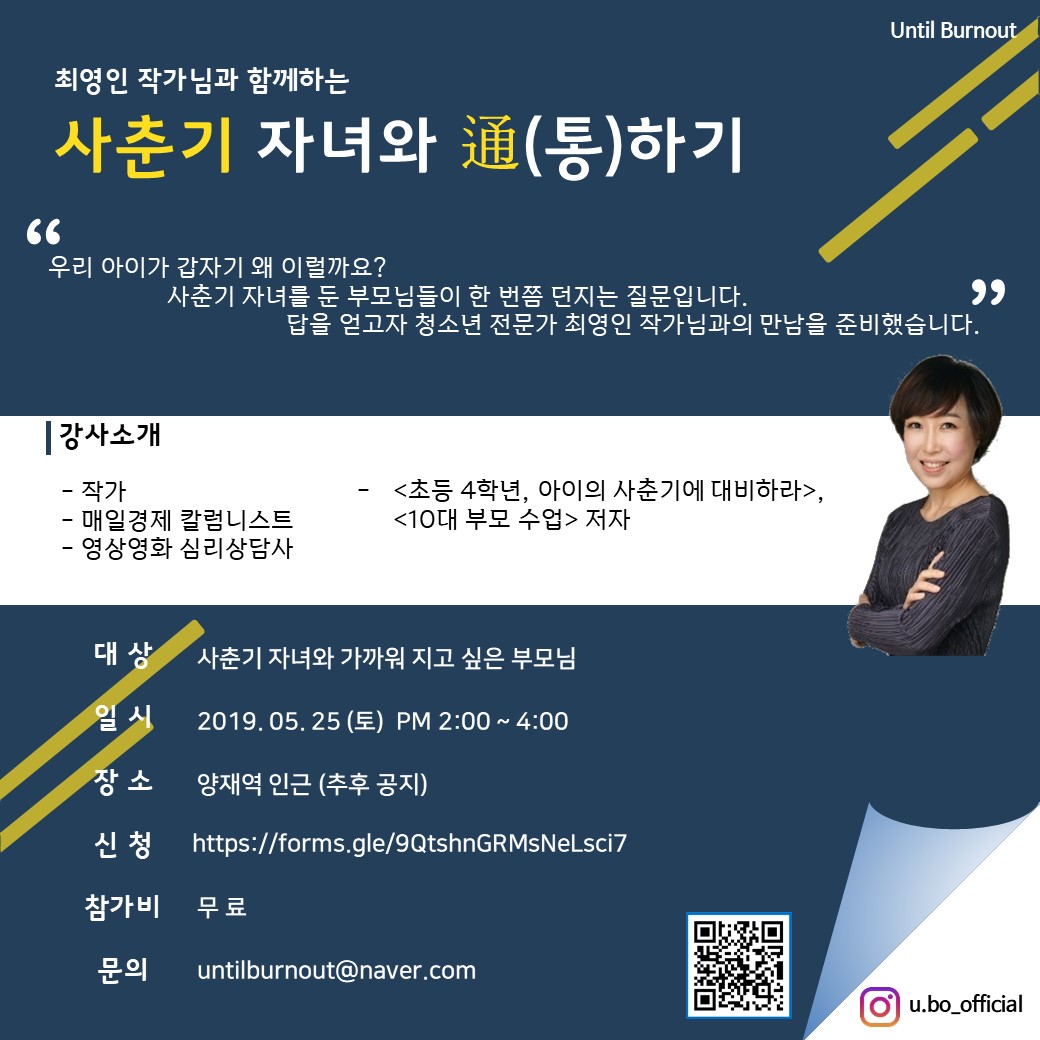 Until Burnout
최영인 작가님과 함께하는
사춘기 자녀와 通(통)하기
“
우리 아이가 갑자기 왜 이럴까요?
사춘기 자녀를 둔 부모님들이 한 번쯤 던지는 질문입니다.
답을 얻고자 청소년 전문가 최영인 작가님과의 만남을 준비했습니다.
”
강사소개
- 작가
- 매일경제 칼럼니스트
- 영상영화 심리상담사
- <초등 4학년, 아이의 사춘기에 대비하라>,
<10대 부모 수업> 저자
대 상 사춘기 자녀와 가까워 지고 싶은 부모님
일 시 2019. 05. 25 (토) PM 2:00 ~ 4:00
장 소 양재역 인근 (추후 공지)
신 청 https://forms.gle/9QtshnGRMsNeLsci7
참가비 무 료
문의 untilburnout@naver.com
u.bo_official